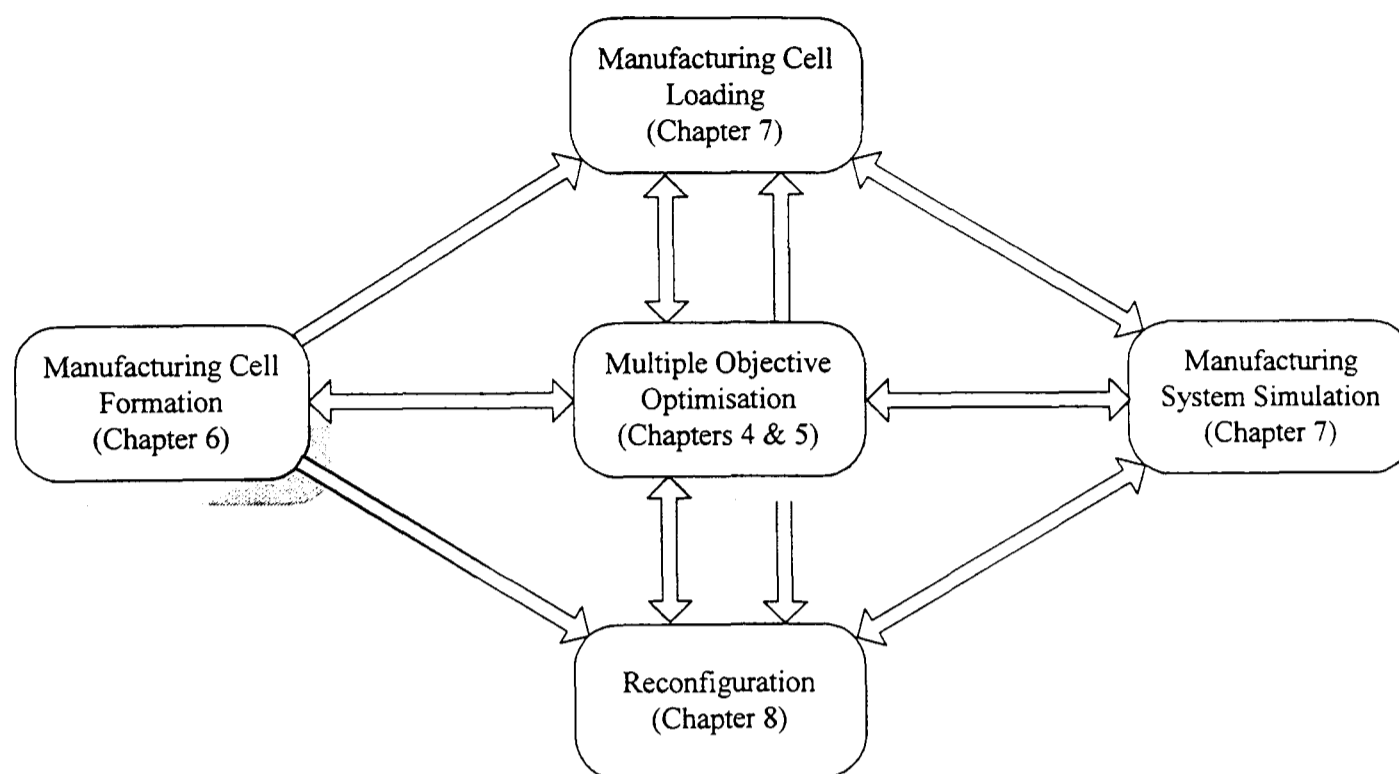 Manufacturing Cell
Loading
(Chapter 7)
Manufacturing Cell
Formation
(Chapter 6)
Multiple Objective
Optimisation
(Chapters 4 & 5)
Manufacturing
System Simulation
(Chapter 7)
Reconfiguration
(Chapter 8)